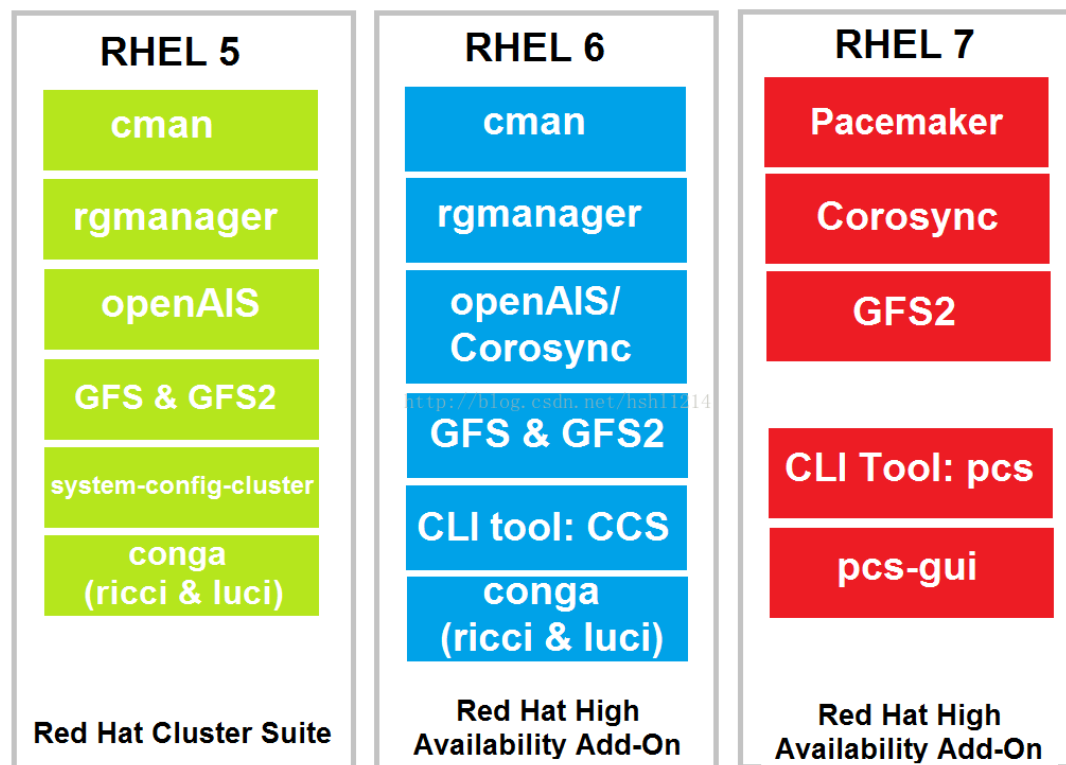 RHEL 5
cman
rgmanager
openAIS
GFS & GFS2
system-config-cluster
conga
(ricci & luci)
Red Hat Cluster Suite
RHEL 6
cman
rgmanager
openAIS/
Corosync
http://blog.csdn.net/hshl1214
GFS & GFS2
CLI tool: CCS
conga
(ricci & luci)
Red Hat High
Availability Add-On
RHEL 7
Pacemaker
Corosync
GFS2
CLI Tool: pcs
pcs-gui
Red Hat High
Availability Add-On